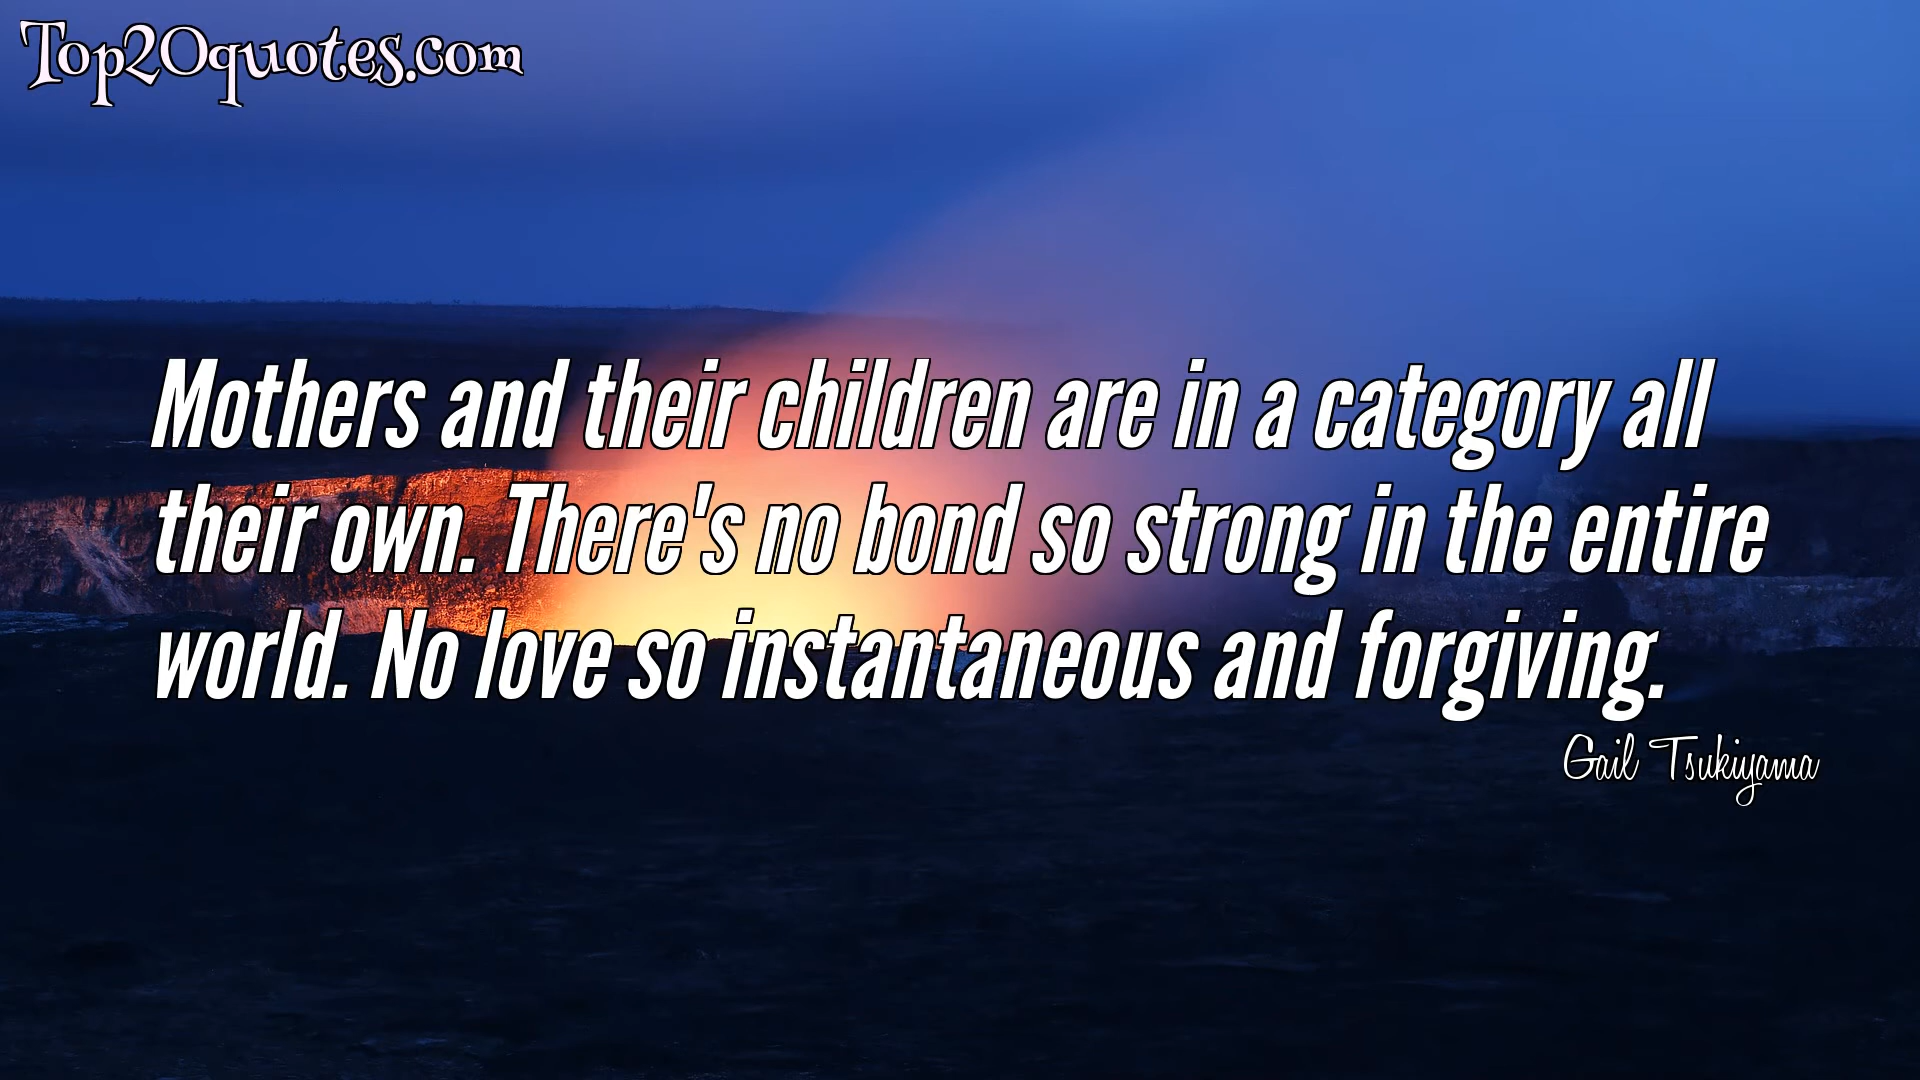 Top20quotes.com
Mothers and their children are in a category all
their own. There's no bond so strong in the entire
world. No love so instantaneous and forgiving.
Gail Tsukiyama